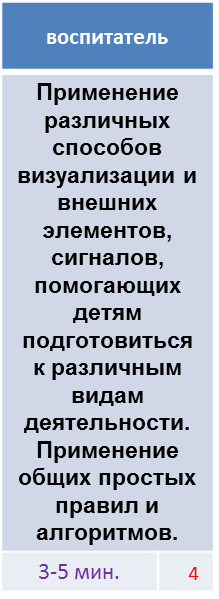 воспитатель
Применение
различных
способов
визуализации и
внешних
элементов,
сигналов,
помогающих
детям
подготовиться
к различным
видам
деятельности.
Применение
общих простых
правил и
алгоритмов.
3-5 мин. 4